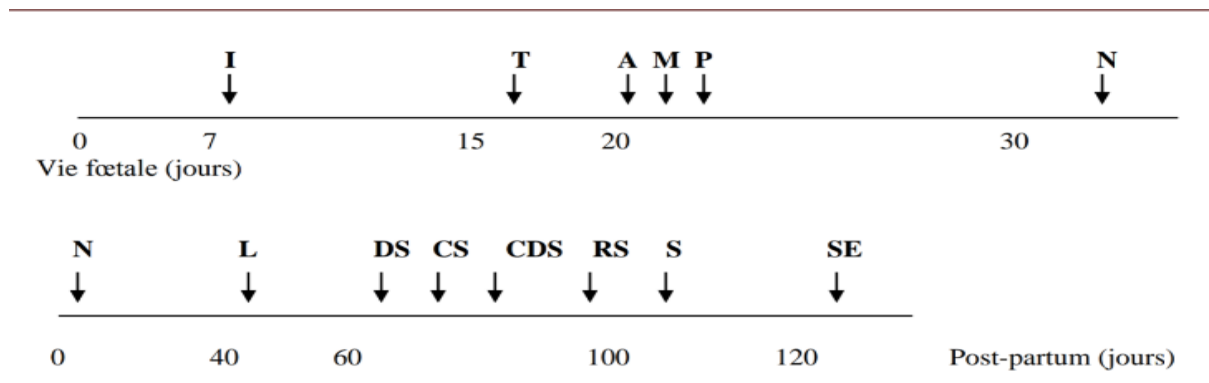 I T A M P N
0 7 15 20 30
Vie fœtale (jours)
N L DS CS CDS RS S SE
0 40 60 100 120 Post-partum (jours)